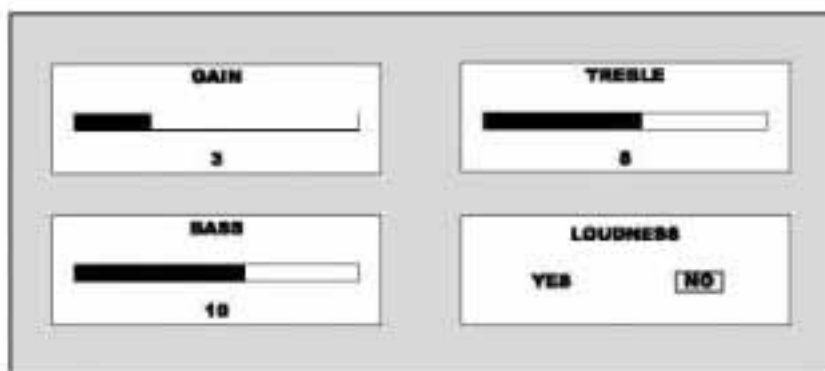 GAIN
3
TREBLE
8
BASS
10
LOUDNESS
YES NO